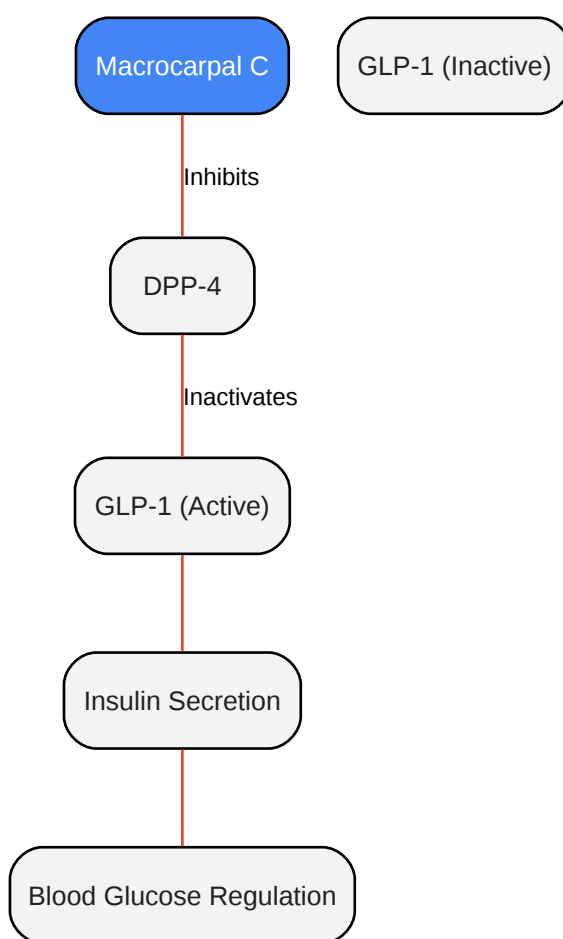 Macrocarpal C
GLP-1 (Inactive)
Inhibits
DPP-4
Inactivates
GLP-1 (Active)
Insulin Secretion
Blood Glucose Regulation